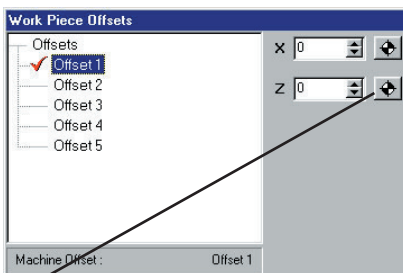 Work Piece Offsets
Offsets
Offset 1
Offset 2
Offset 3
Offset 4
Offset 5
X 0
Z 0
Machine Offset : Offset 1